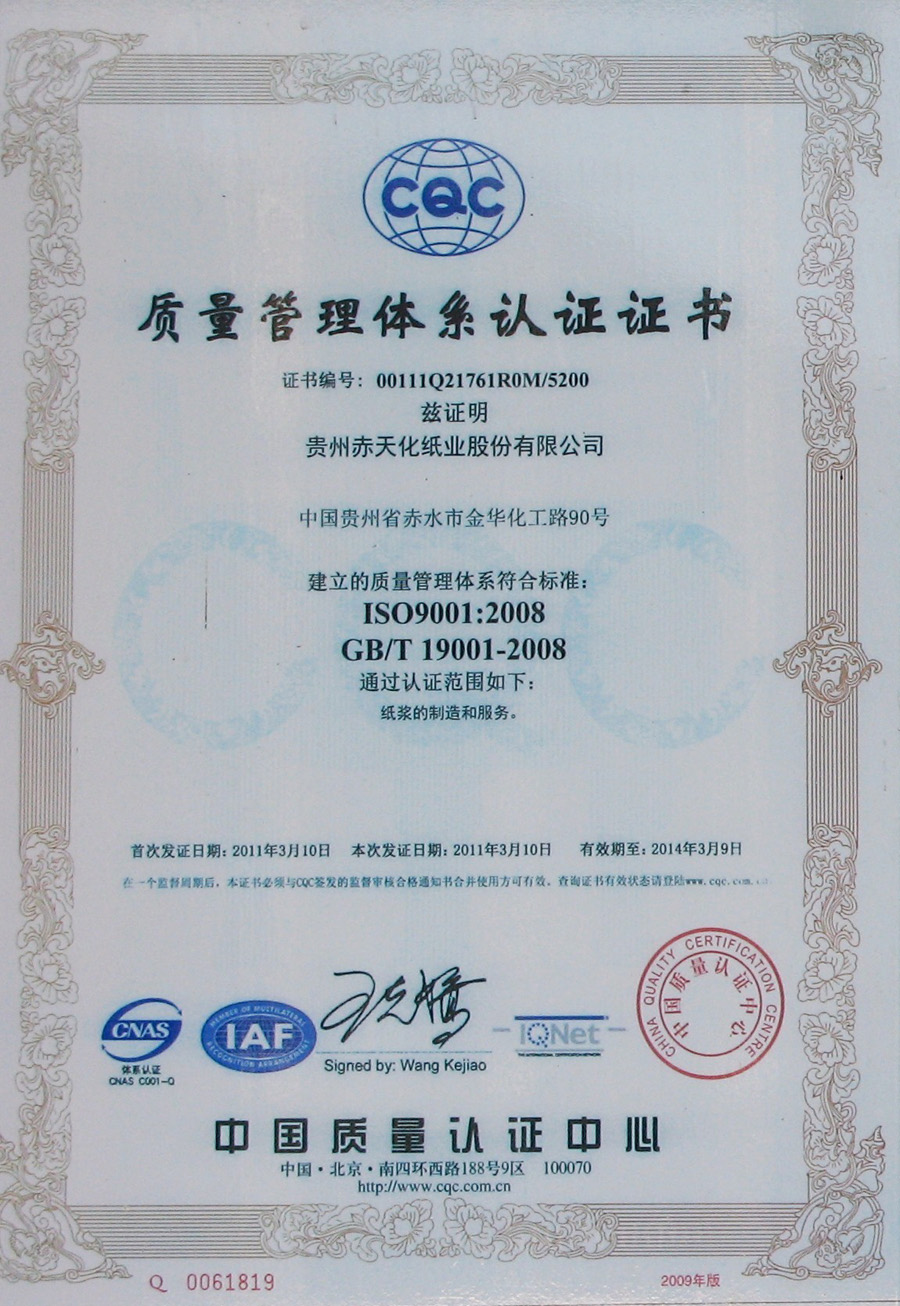 CQC
质量管理体系认证证书
证书编号：00111Q21761R0M/5200
兹证明
贵州赤天化纸业股份有限公司
中国贵州省赤水市金华化工路90号
建立的质量管理体系符合标准：
ISO9001:2008
GB/T 19001-2008
通过认证范围如下：
纸浆的制造和服务。
首次发证日期：2011年3月10日 本次发证日期：2011年3月10日 有效期至：2014年3月9日
在一个监督周期后，本证书必须与CQC签发的监督审核合格通知书合并使用方可有效，查询证书有效状态请登陆www.cqc.com.cn
CNAS
体系认证
CNAS C001-Q
MEMBER OF MULTILATERAL
IAF
RECOGNITION ARRANGEMENT
Signed by: Wang Kejiao
IQNet
CHINA QUALITY CERTIFICATION CENTRE
中国质量认证中心
中国质量认证中心
中国·北京·南四环西路188号9区 100070
http://www.cqc.com.cn
Q 0061819
2009年版